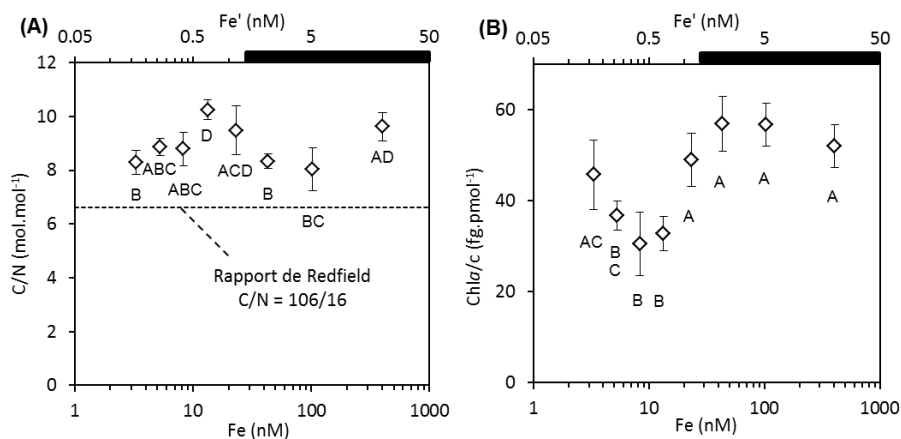 (A)
Fe' (nM)
0.05 0.5 5 50
C/N (mol.mol⁻¹)
12
10
8
6
4
2
0
B
ABC
ABC
D
ACD
B
BC
AD
Rapport de Redfield
C/N = 106/16
1 10 100 1000
Fe (nM)
(B)
Fe' (nM)
0.05 0.5 5 50
Chla/c (fg.pmol⁻¹)
60
40
20
0
AC
B
C
B
B
A
A
A
A
1 10 100 1000
Fe (nM)